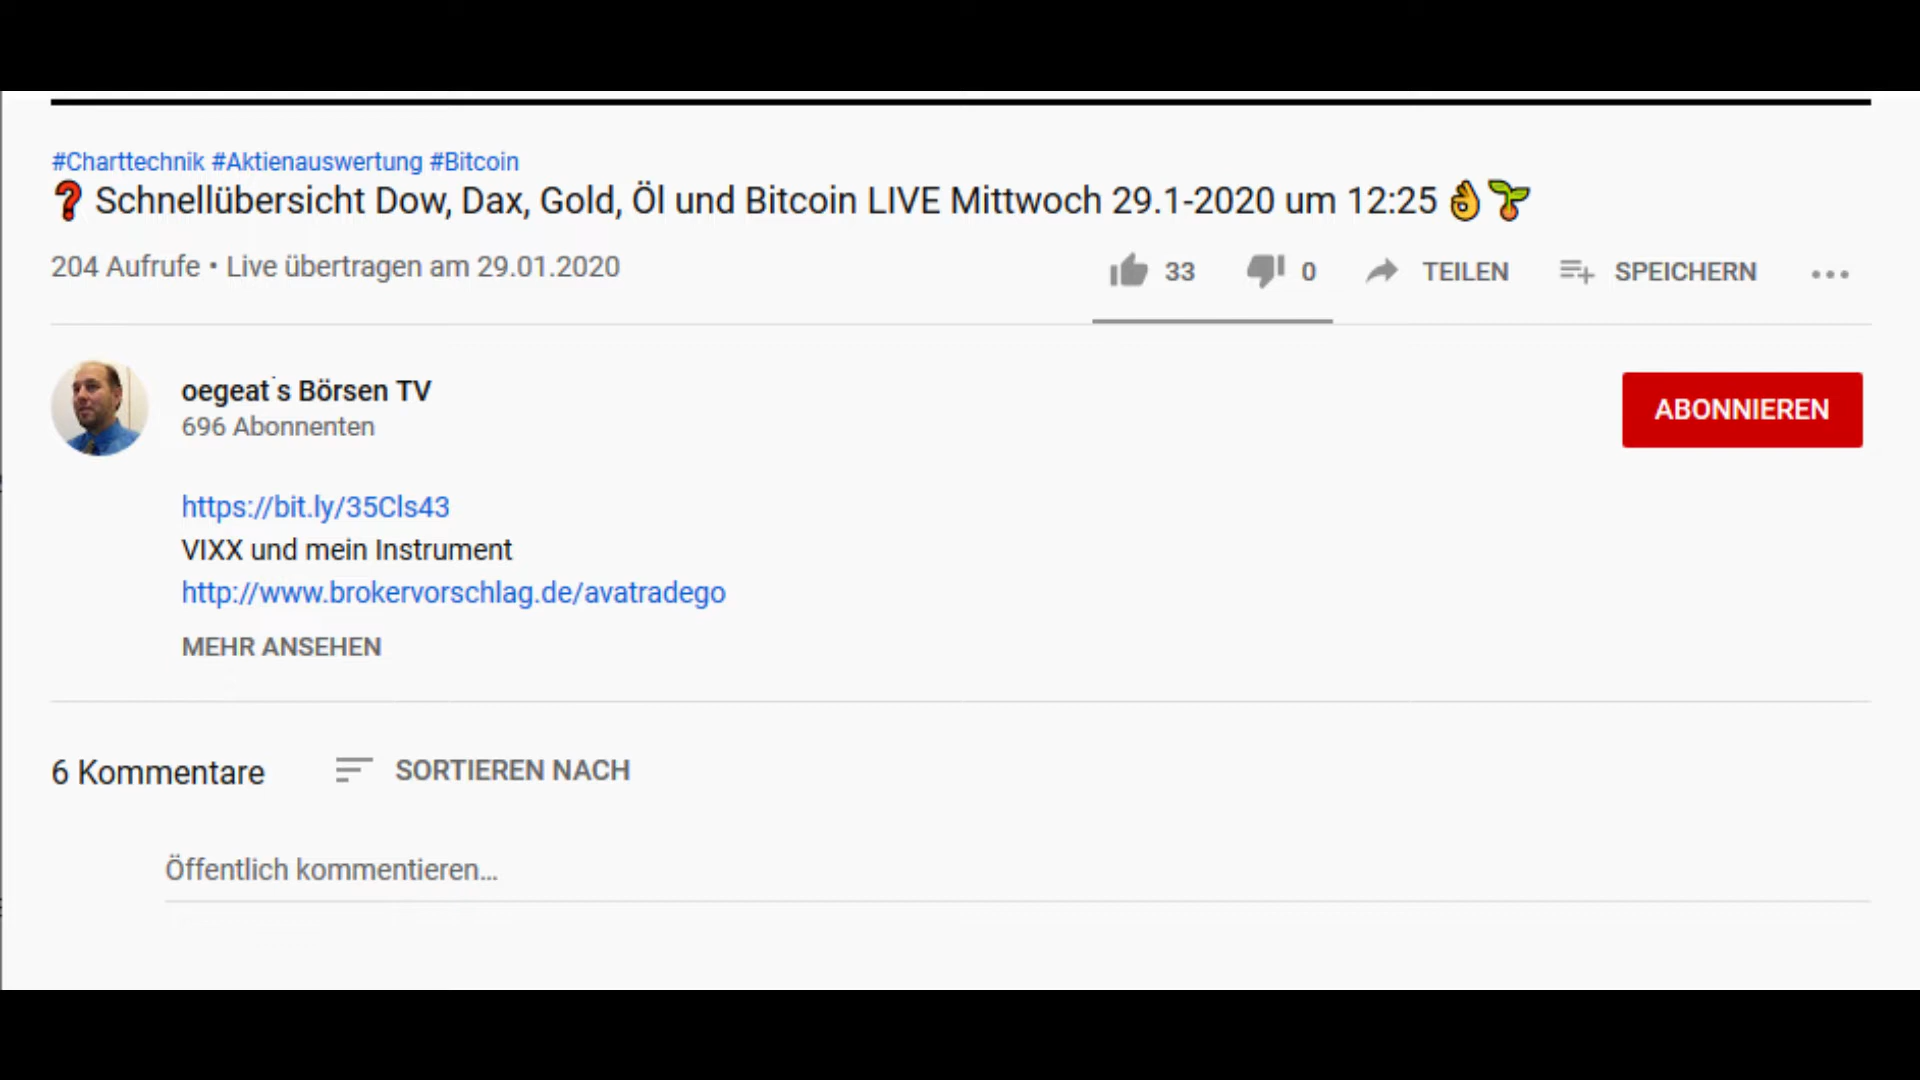 #Charttechnik #Aktienauswertung #Bitcoin
❓ Schnellübersicht Dow, Dax, Gold, Öl und Bitcoin LIVE Mittwoch 29.1-2020 um 12:25 👌🌱
204 Aufrufe • Live übertragen am 29.01.2020
33
0
TEILEN
SPEICHERN
oegeat´s Börsen TV
696 Abonnenten
ABONNIEREN
https://bit.ly/35Cls43
VIXX und mein Instrument
http://www.brokervorschlag.de/avatradego
MEHR ANSEHEN
6 Kommentare
SORTIEREN NACH
Öffentlich kommentieren...